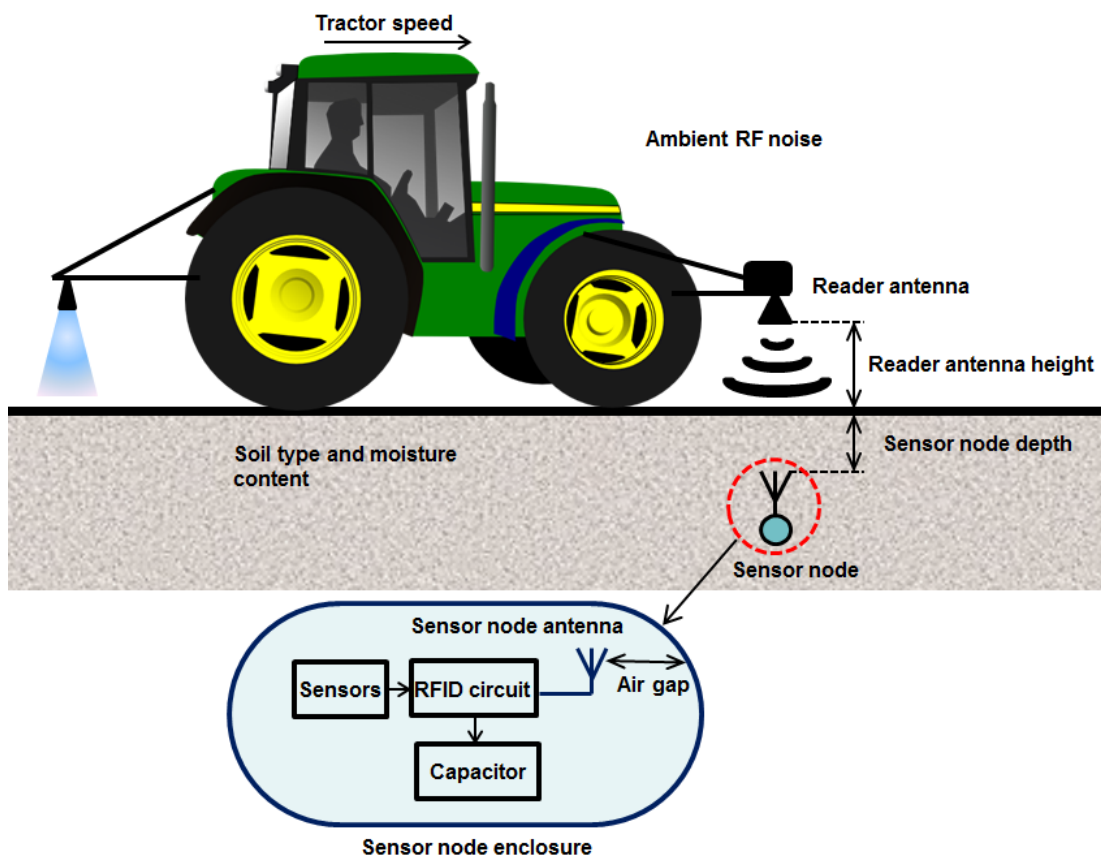 Tractor speed
Ambient RF noise
Reader antenna
Reader antenna height
Soil type and moisture
content
Sensor node depth
Sensor node
Sensor node antenna
Sensors
RFID circuit
Air gap
Capacitor
Sensor node enclosure